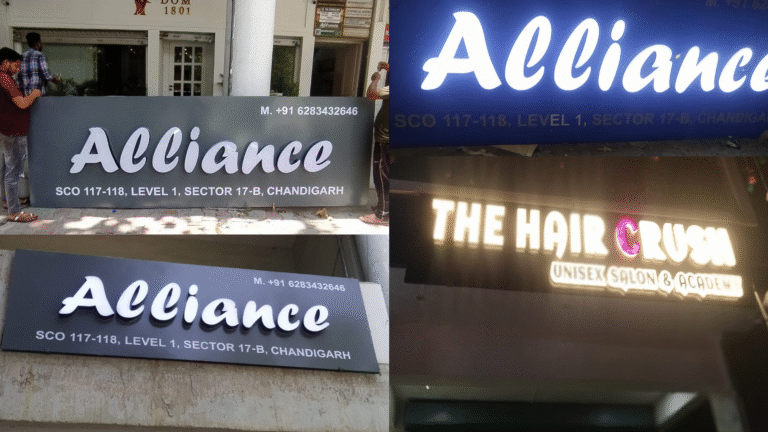 DOM
1801
M. +91 6283432646
Alliance
SCO 117-118, LEVEL 1, SECTOR 17-B, CHANDIGARH
Alliance
SCO 117-118, LEVEL 1, SECTOR 17-B, CHANDIGARH
M. +91 6283432646
Alliance
SCO 117-118, LEVEL 1, SECTOR 17-B, CHANDIGARH
THE HAIR CRUSH
UNISEX SALON & ACADEM